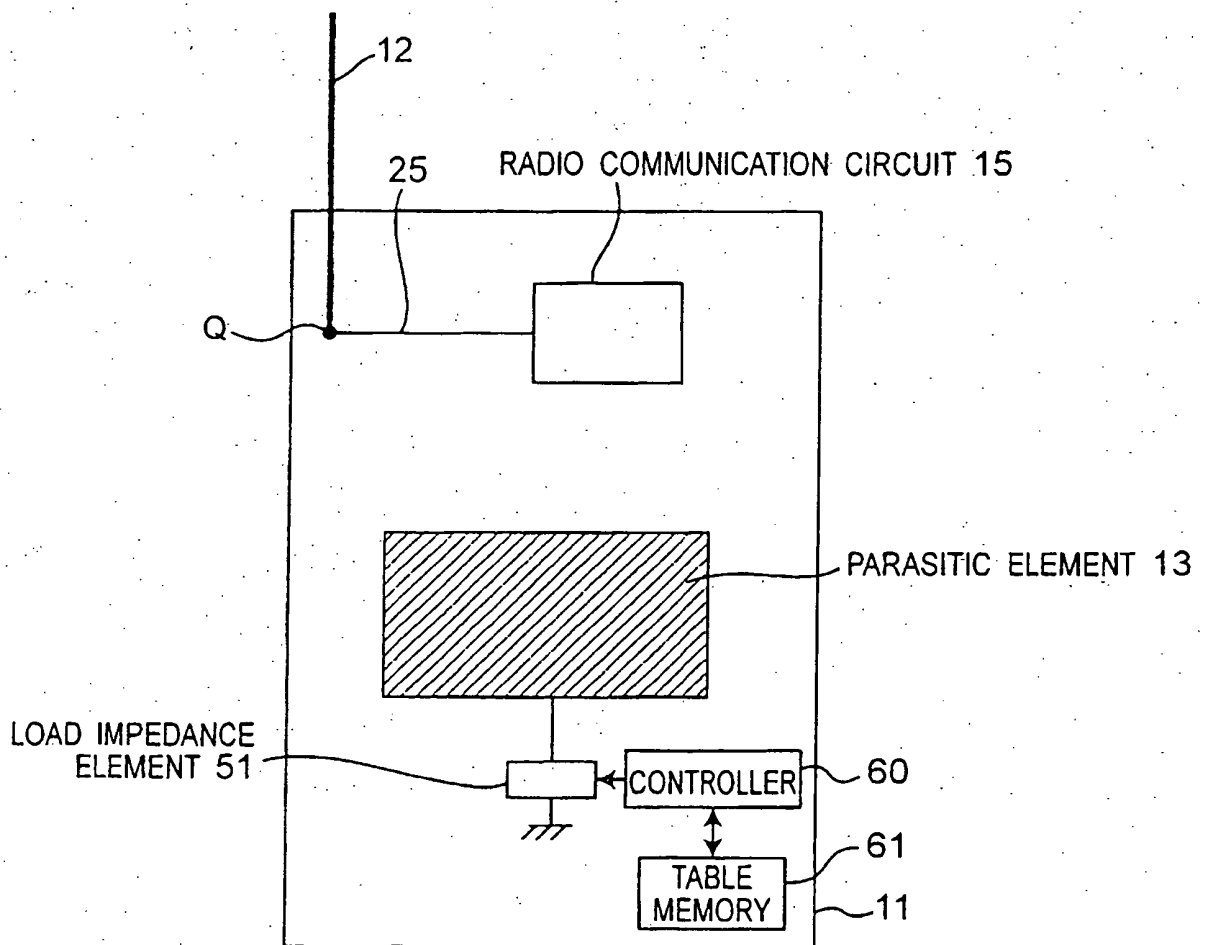 12
25
RADIO COMMUNICATION CIRCUIT 15
Q
PARASITIC ELEMENT 13
LOAD IMPEDANCE
ELEMENT 51
CONTROLLER
60
61
TABLE
MEMORY
11